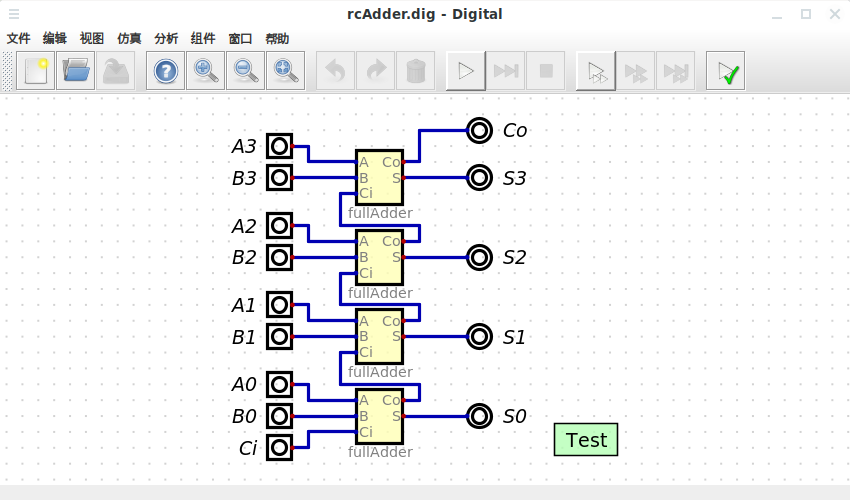 rcAdder.dig - Digital
文件 编辑 视图 仿真 分析 组件 窗口 帮助
Co
A3 A Co
B3 B S S3
Ci
fullAdder
A2 A Co
B2 B S S2
Ci
fullAdder
A1 A Co
B1 B S S1
Ci
fullAdder
A0 A Co
B0 B S S0
Ci Ci
fullAdder
Test